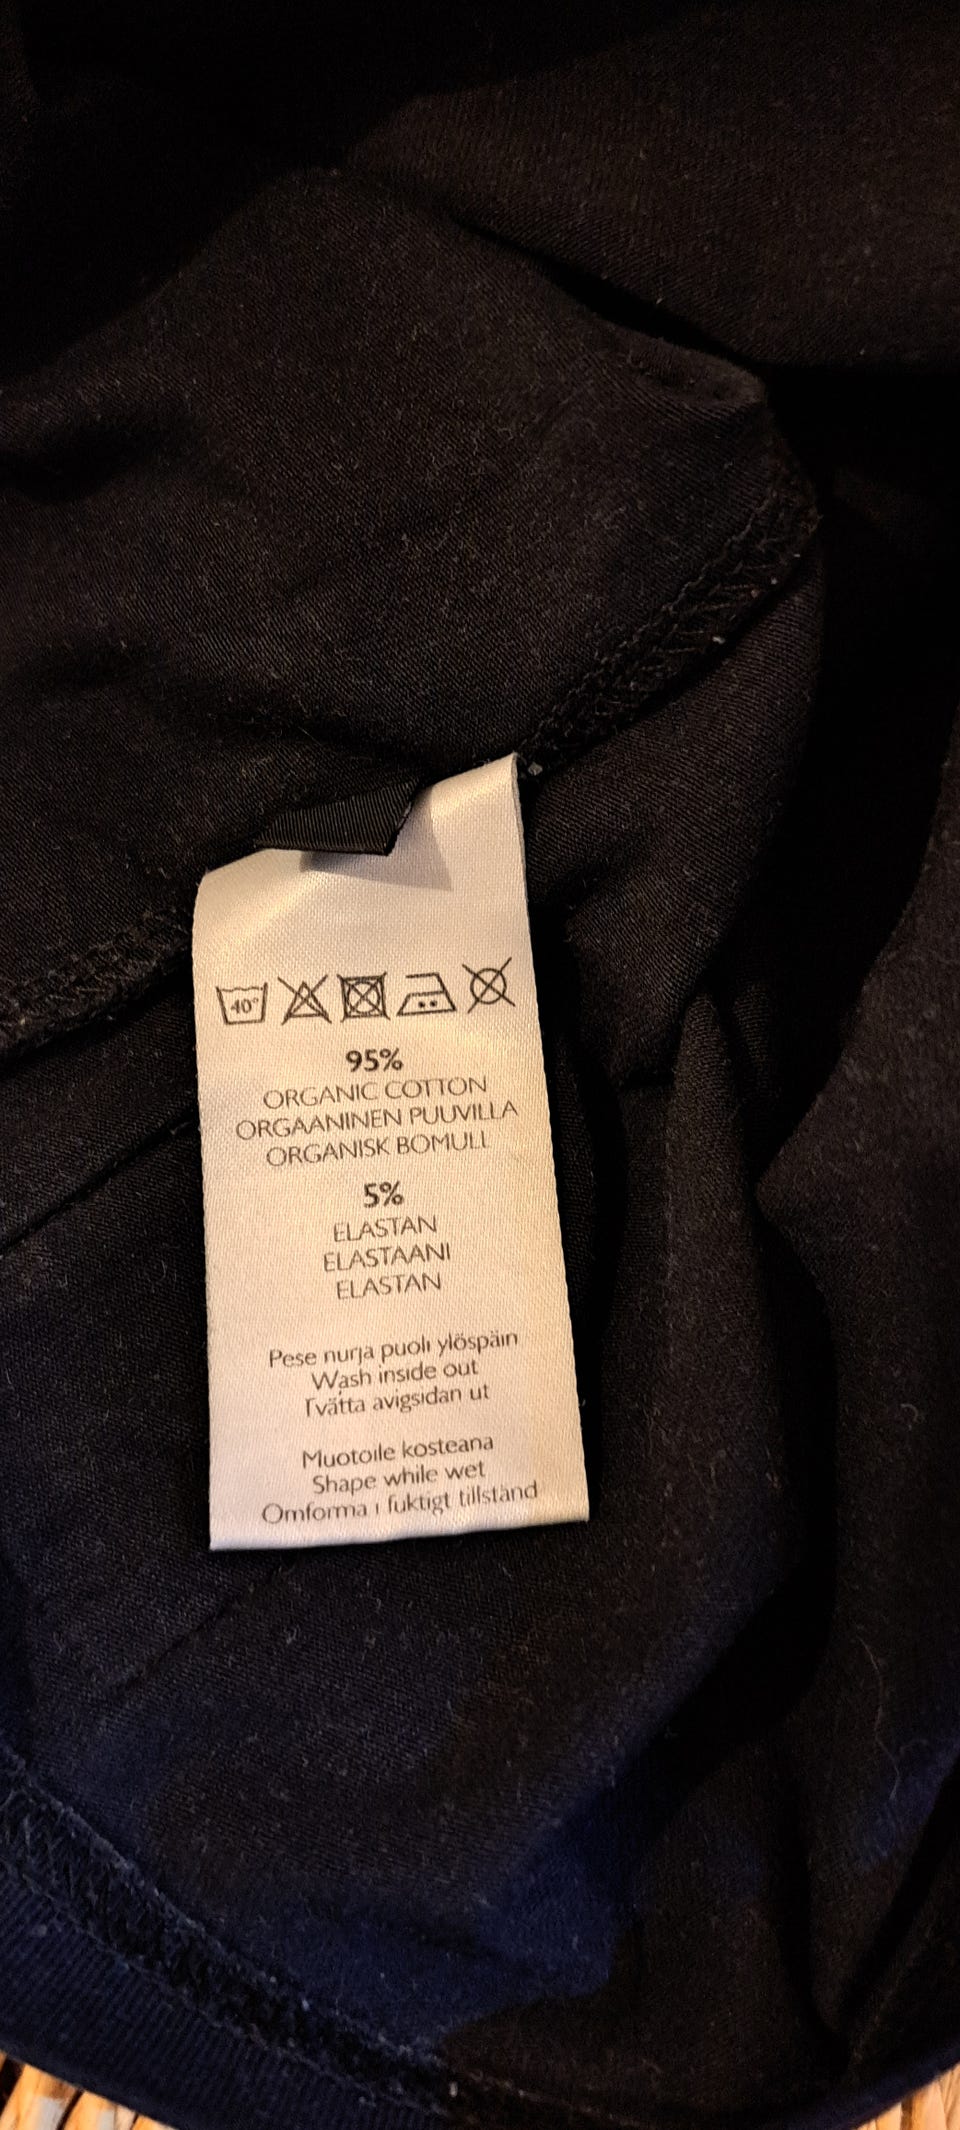 40°
95%
ORGANIC COTTON
ORGAANINEN PUUVILLA
ORGANISK BOMULL
5%
ELASTAN
ELASTAANI
ELASTAN
Pese nurja puoli ylöspäin
Wash inside out
Tvätta avigsidan ut
Muotoile kosteana
Shape while wet
Omforma i fuktigt tillstånd